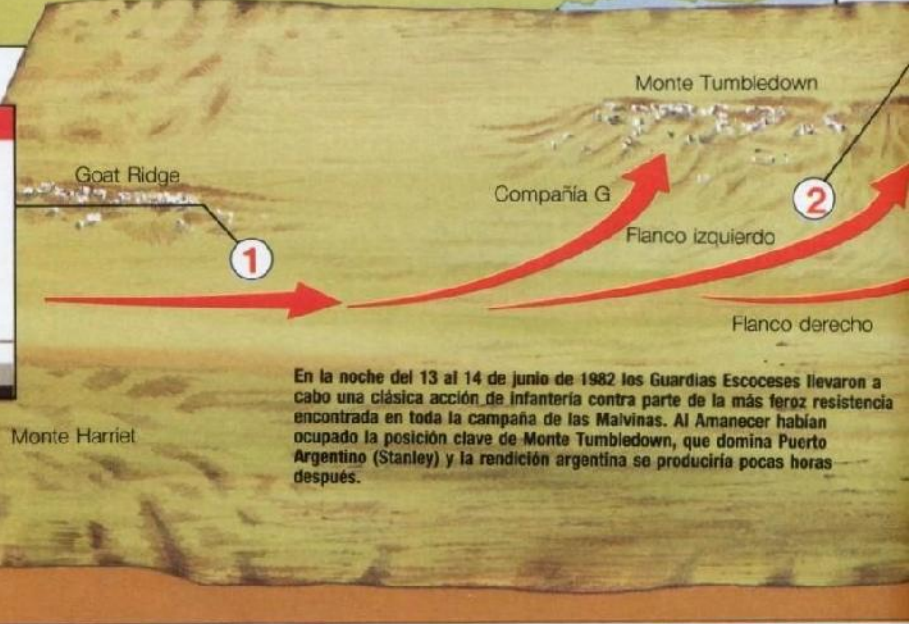 Monte Tumbledown
Goat Ridge
Compañía G
2
Flanco izquierdo
1
Flanco derecho
En la noche del 13 al 14 de junio de 1982 los Guardias Escoceses llevaron a
cabo una clásica acción de infantería contra parte de la más feroz resistencia
encontrada en toda la campaña de las Malvinas. Al Amanecer habían
ocupado la posición clave de Monte Tumbledown, que domina Puerto
Argentino (Stanley) y la rendición argentina se produciría pocas horas
después.
Monte Harriet